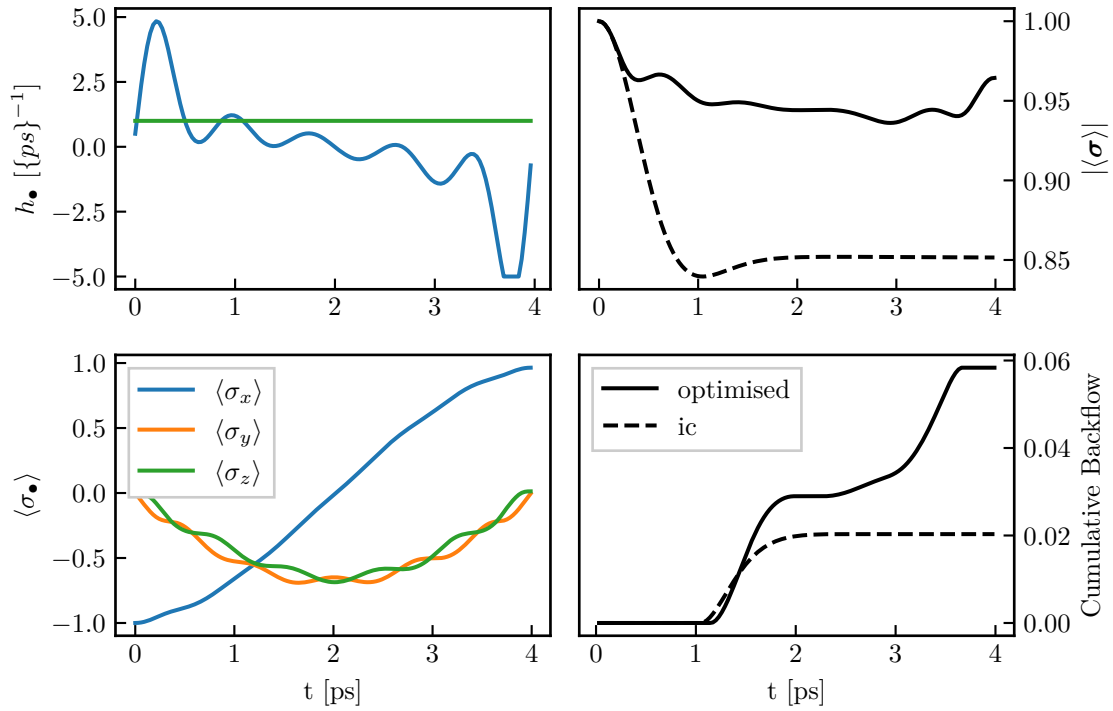 5.0
2.5
0.0
−2.5
−5.0
h• [{ps}⁻¹]
0 1 2 3 4
1.00
0.95
0.90
0.85
|⟨σ⟩|
0 1 2 3 4
1.0
0.5
0.0
−0.5
−1.0
⟨σ•⟩
⟨σx⟩
⟨σy⟩
⟨σz⟩
0 1 2 3 4
t [ps]
optimised
ic
0.06
0.04
0.02
0.00
Cumulative Backflow
0 1 2 3 4
t [ps]